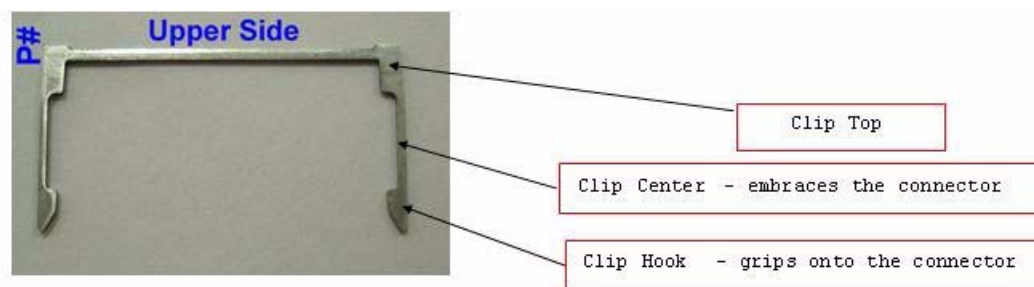 P#
Upper Side
Clip Top
Clip Center - embraces the connector
Clip Hook - grips onto the connector